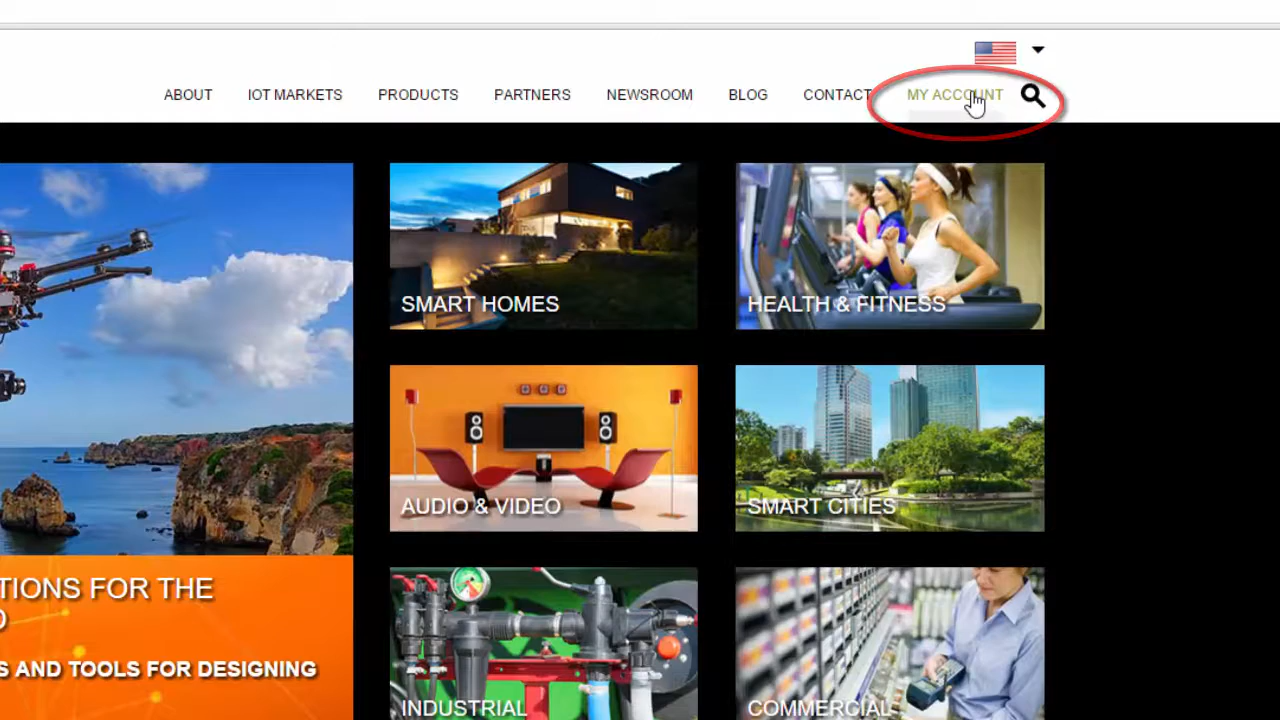 ABOUT IOT MARKETS PRODUCTS PARTNERS NEWSROOM BLOG CONTACT MY ACCOUNT
SMART HOMES
HEALTH & FITNESS
AUDIO & VIDEO
SMART CITIES
TIONS FOR THE
S AND TOOLS FOR DESIGNING
INDUSTRIAL
COMMERCIAL